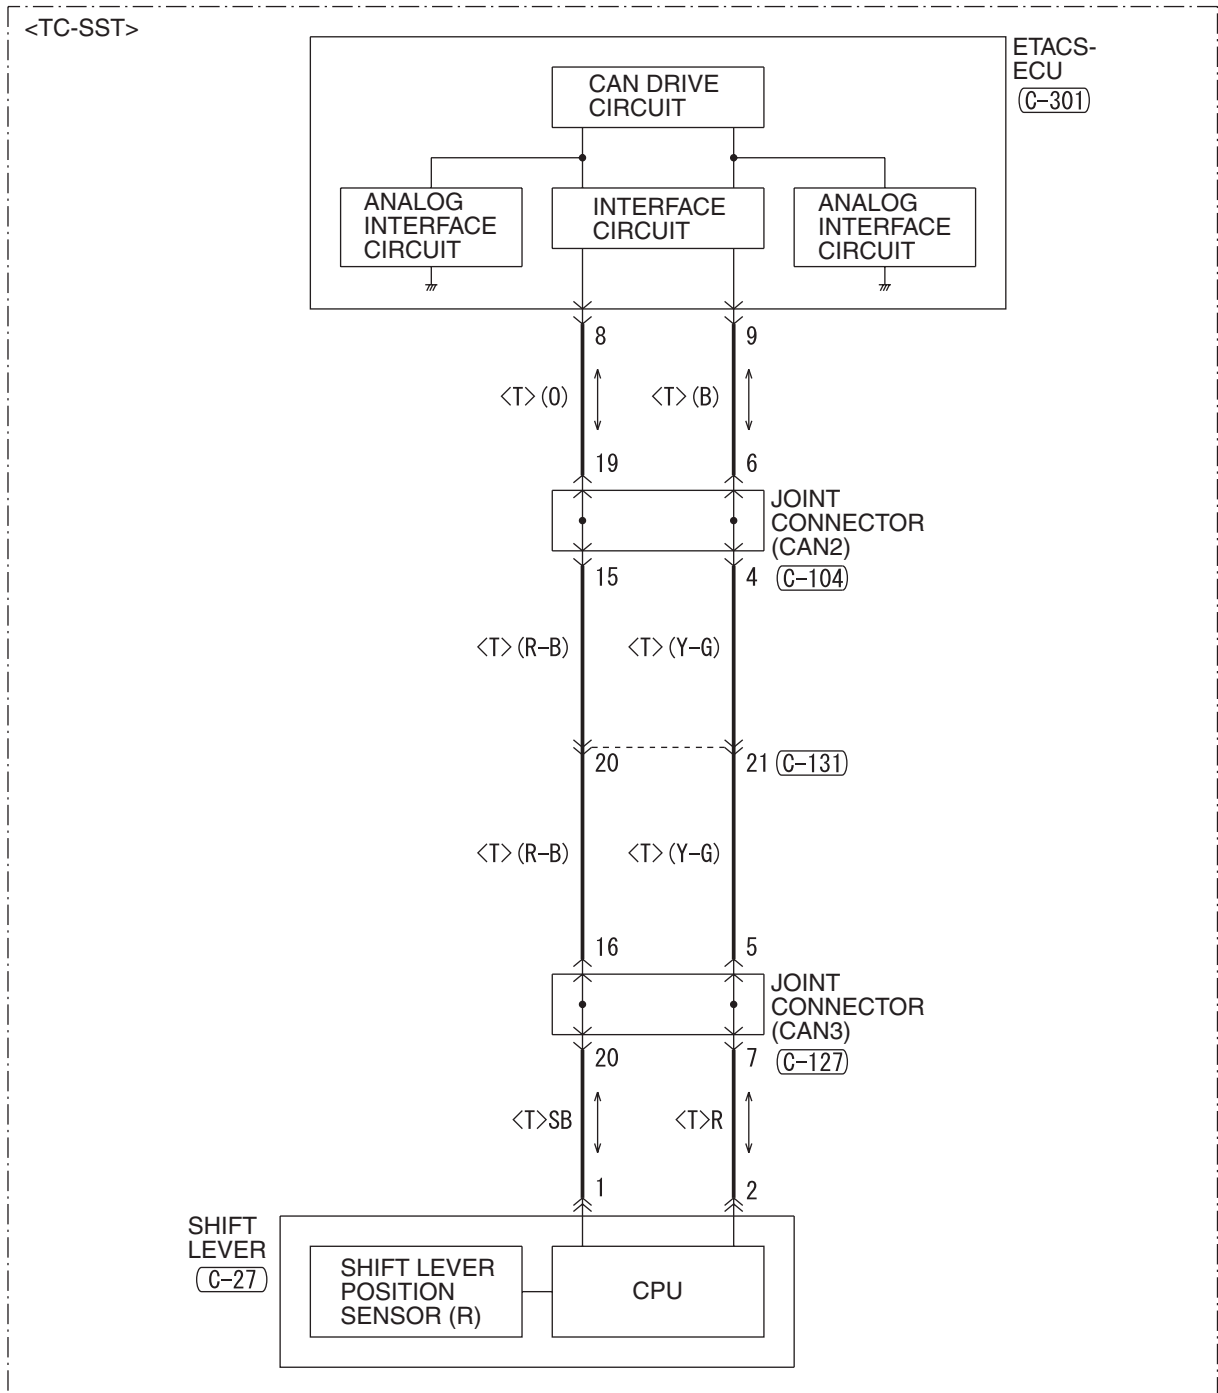 <TC-SST>
ETACS-
ECU
C-301
CAN DRIVE
CIRCUIT
ANALOG
INTERFACE
CIRCUIT
INTERFACE
CIRCUIT
ANALOG
INTERFACE
CIRCUIT
8
9
<T>(O)
<T>(B)
19
6
JOINT
CONNECTOR
(CAN2)
C-104
15
4
<T>(R-B)
<T>(Y-G)
20
21
C-131
<T>(R-B)
<T>(Y-G)
16
5
JOINT
CONNECTOR
(CAN3)
C-127
20
7
<T>SB
<T>R
1
2
SHIFT
LEVER
C-27
SHIFT LEVER
POSITION
SENSOR (R)
CPU